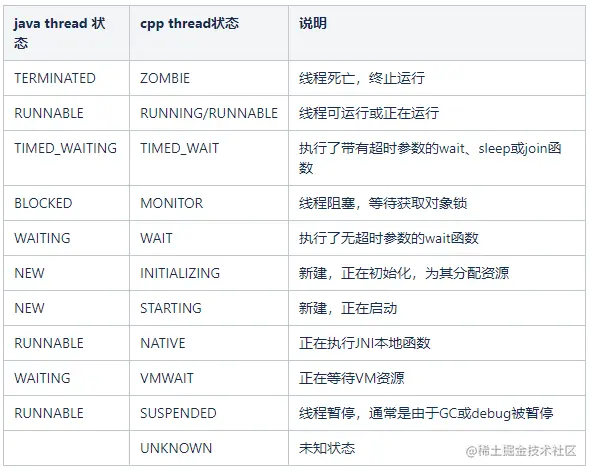 java thread 状 cpp thread状态 说明
态
TERMINATED ZOMBIE 线程死亡，终止运行
RUNNABLE RUNNING/RUNNABLE 线程可运行或正在运行
TIMED_WAITING TIMED_WAIT 执行了带有超时参数的wait、sleep或join函
数
BLOCKED MONITOR 线程阻塞，等待获取对象锁
WAITING WAIT 执行了无超时参数的wait函数
NEW INITIALIZING 新建，正在初始化，为其分配资源
NEW STARTING 新建，正在启动
RUNNABLE NATIVE 正在执行JNI本地函数
WAITING VMWAIT 正在等待VM资源
RUNNABLE SUSPENDED 线程暂停，通常是由于GC或debug被暂停
UNKNOWN 未知状态
@稀土掘金技术社区